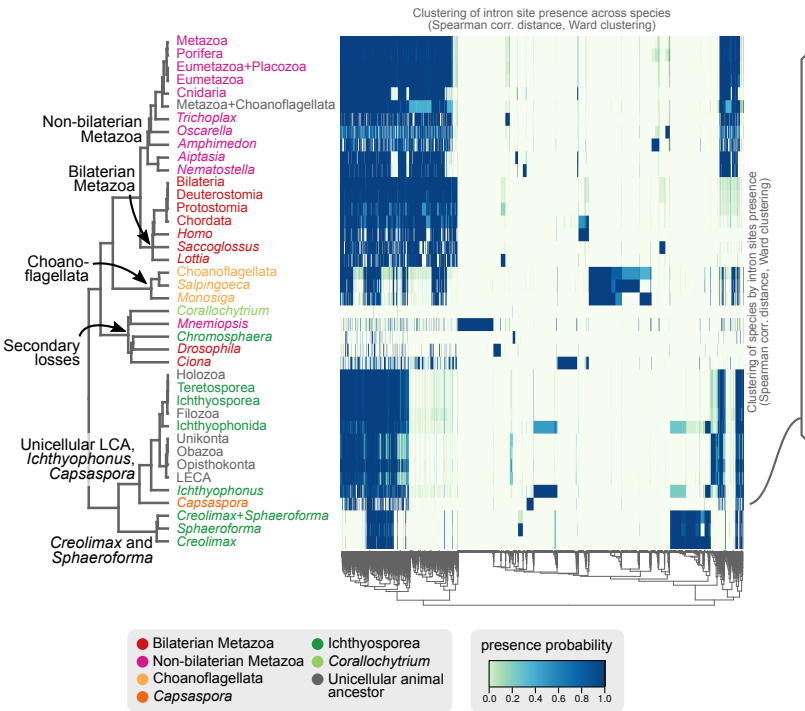 Clustering of intron site presence across species
(Spearman corr. distance, Ward clustering)
Metazoa
Porifera
Eumetazoa+Placozoa
Eumetazoa
Cnidaria
Metazoa+Choanoflagellata
Trichoplax
Oscarella
Amphimedon
Aiptasia
Nematostella
Bilateria
Deuterostomia
Protostomia
Chordata
Homo
Saccoglossus
Lottia
Choanoflagellata
Salpingoeca
Monosiga
Corallochytrium
Mnemiopsis
Chromosphaera
Drosophila
Ciona
Holozoa
Teretosporea
Ichthyosporea
Filozoa
Ichthyophonida
Unikonta
Obazoa
Opisthokonta
LECA
Ichthyophonus
Capsaspora
Creolimax+Sphaeroforma
Sphaeroforma
Creolimax
Non-bilaterian
Metazoa
Bilaterian
Metazoa
Choano-
flagellata
Secondary
losses
Unicellular LCA,
Ichthyophonus,
Capsaspora
Creolimax and
Sphaeroforma
Clustering of species by intron sites presence
(Spearman corr. distance, Ward clustering)
Bilaterian Metazoa
Non-bilaterian Metazoa
Choanoflagellata
Capsaspora
Ichthyosporea
Corallochytrium
Unicellular animal
ancestor
presence probability
0.0 0.2 0.4 0.6 0.8 1.0